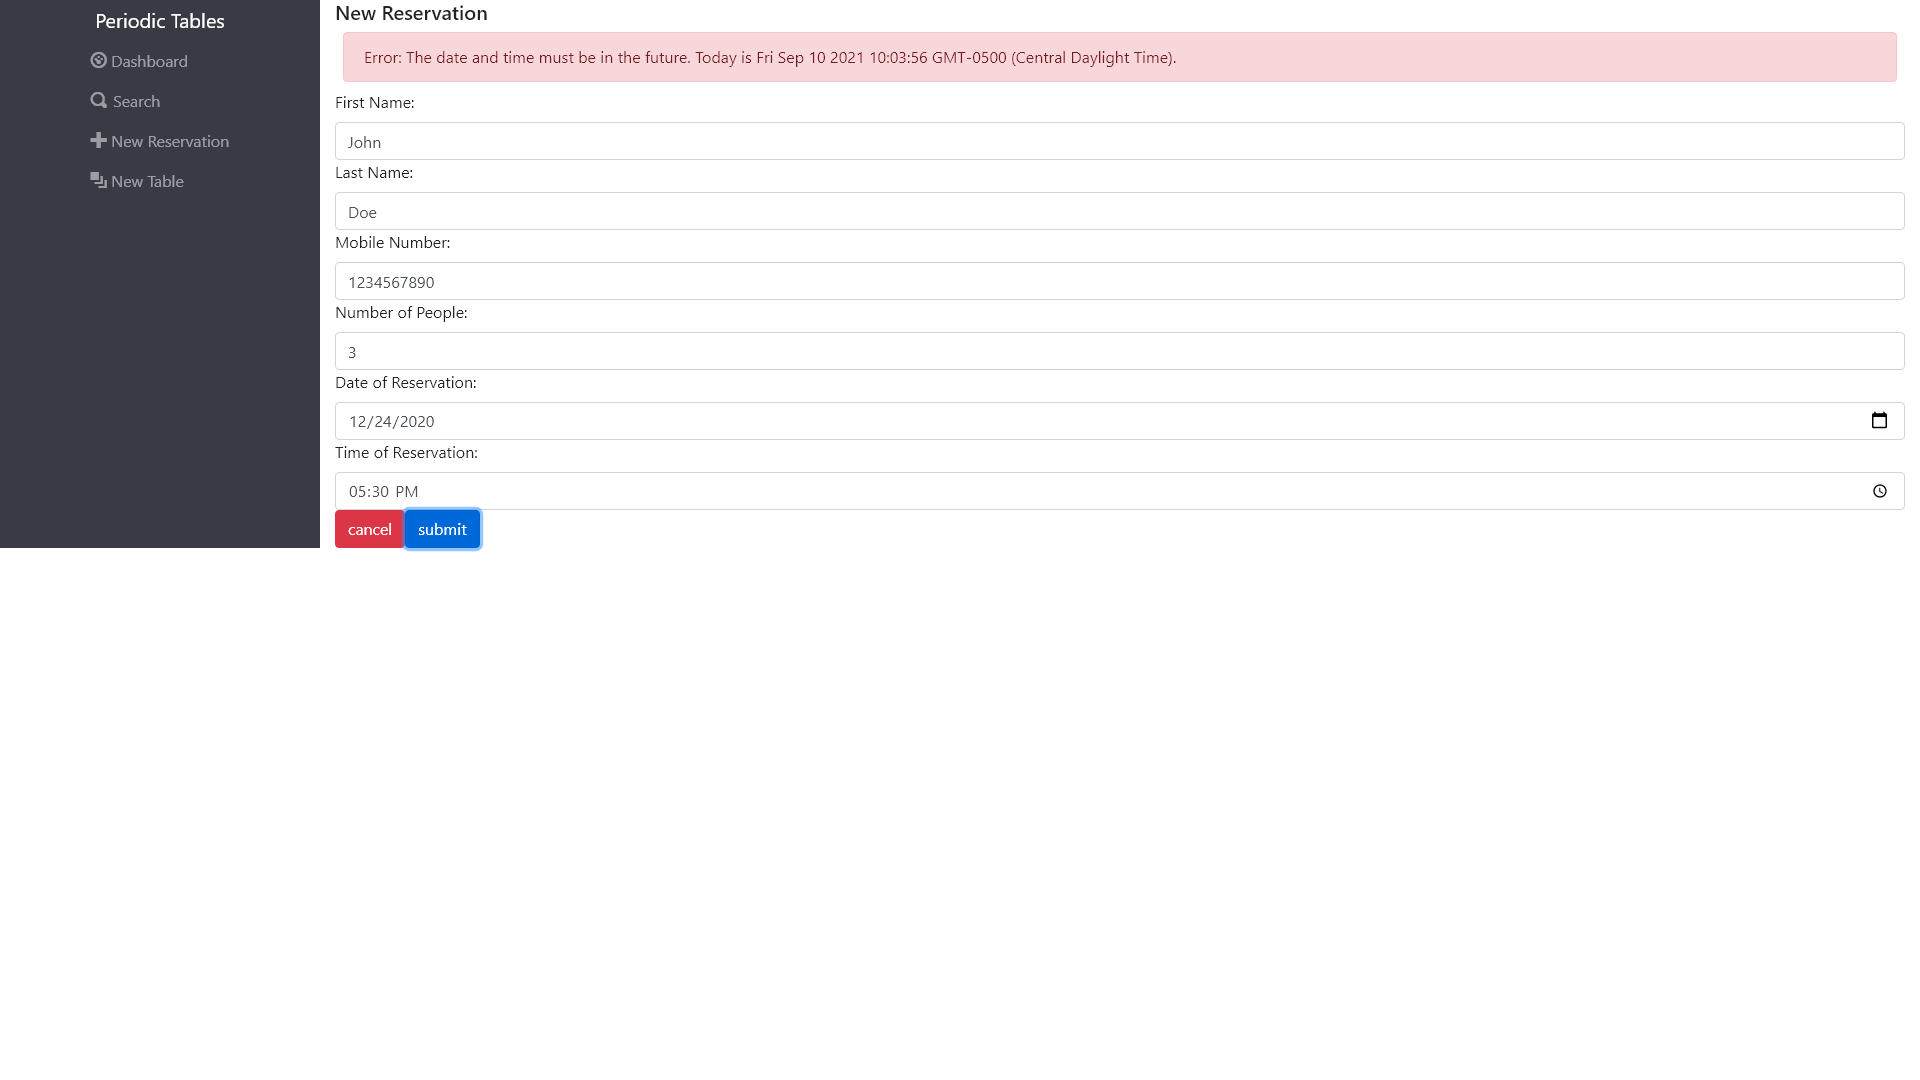 Periodic Tables
Dashboard
Search
New Reservation
New Table
New Reservation
Error: The date and time must be in the future. Today is Fri Sep 10 2021 10:03:56 GMT-0500 (Central Daylight Time).
First Name:
John
Last Name:
Doe
Mobile Number:
1234567890
Number of People:
3
Date of Reservation:
12/24/2020
Time of Reservation:
05:30 PM
cancel submit